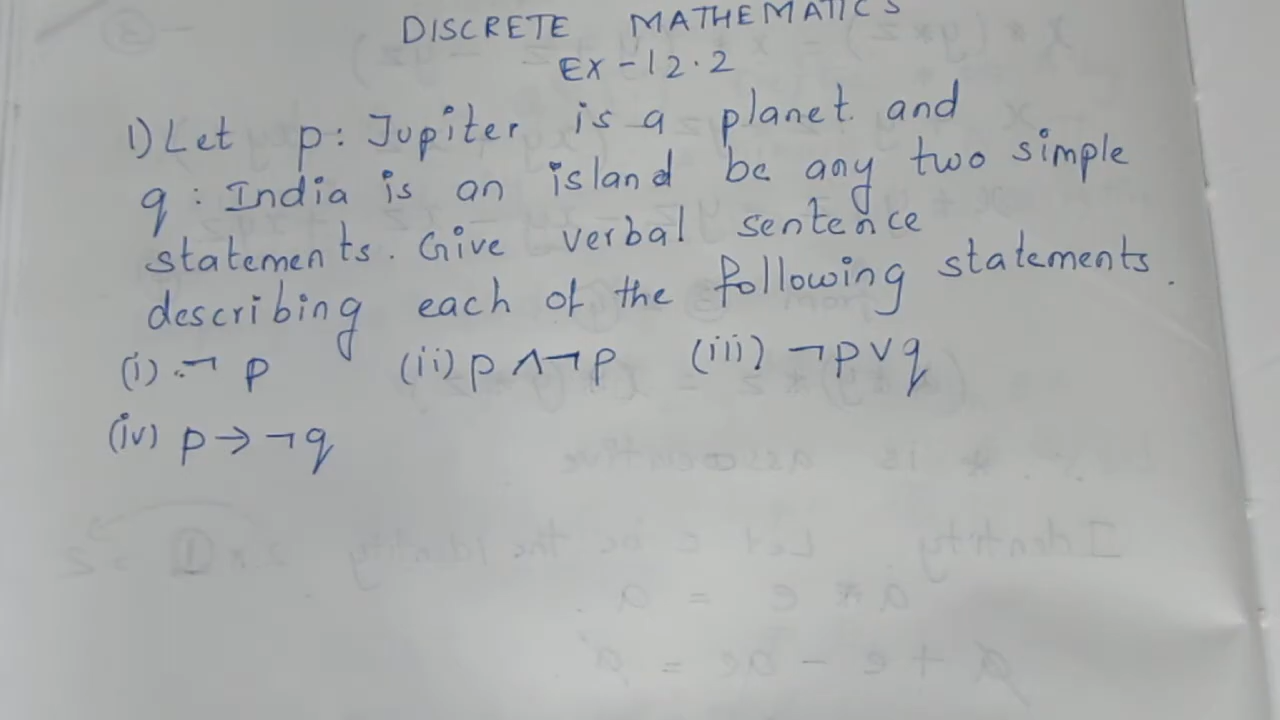 DISCRETE MATHEMATICS
EX-12.2
1) Let p: Jupiter is a planet. and
q: India is an island be any two simple
statements. Give verbal sentence
describing each of the following statements.
(i) ¬ p (ii) p ∧ ¬ p (iii) ¬p ∨ q
(iv) p → ¬ q